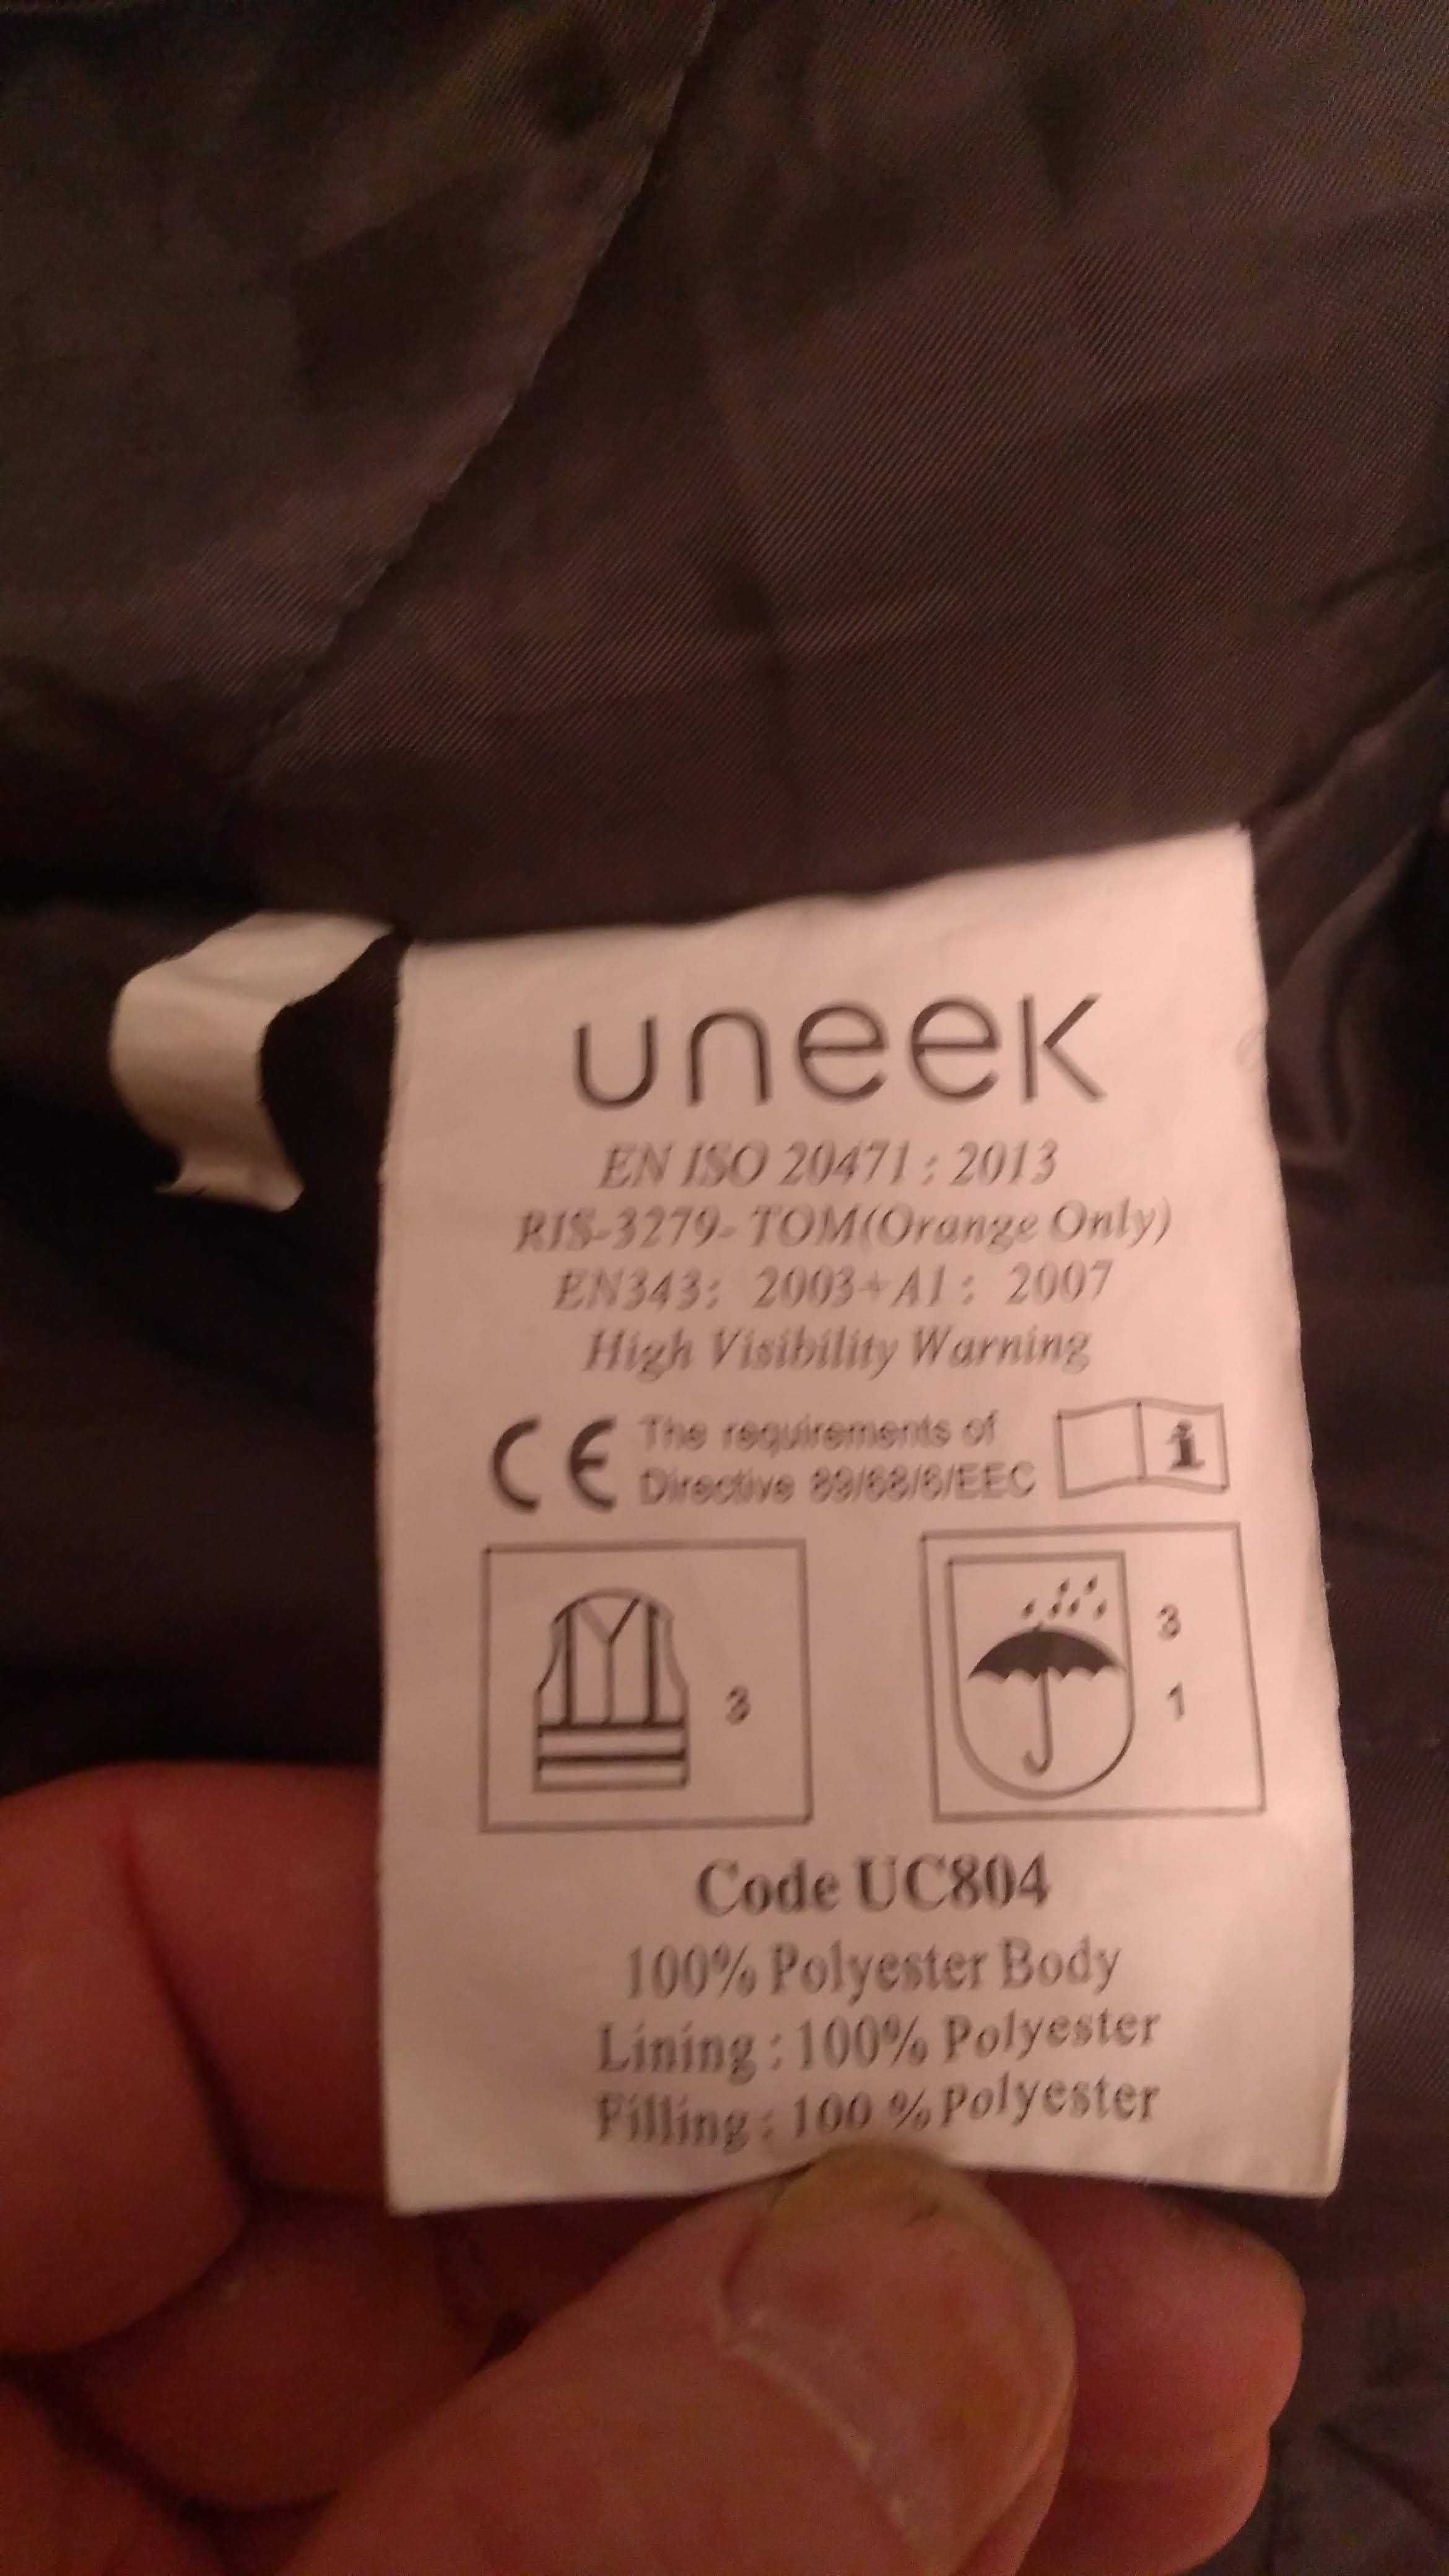 uneek
EN ISO 20471 : 2013
RIS-3279- TOM(Orange Only)
EN343: 2003+A1: 2007
High Visibility Warning
CE The requirements of
Directive 89/68/6/EEC i
3
3
1
Code UC804
100% Polyester Body
Lining : 100% Polyester
Filling : 100 % Polyester